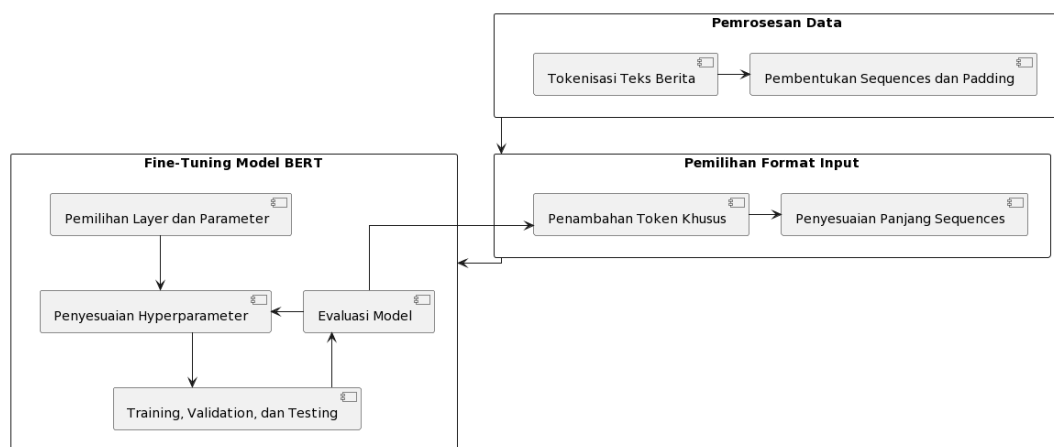 Pemrosesan Data
Tokenisasi Teks Berita
Pembentukan Sequences dan Padding
Fine-Tuning Model BERT
Pemilihan Format Input
Pemilihan Layer dan Parameter
Penambahan Token Khusus
Penyesuaian Panjang Sequences
Penyesuaian Hyperparameter
Evaluasi Model
Training, Validation, dan Testing